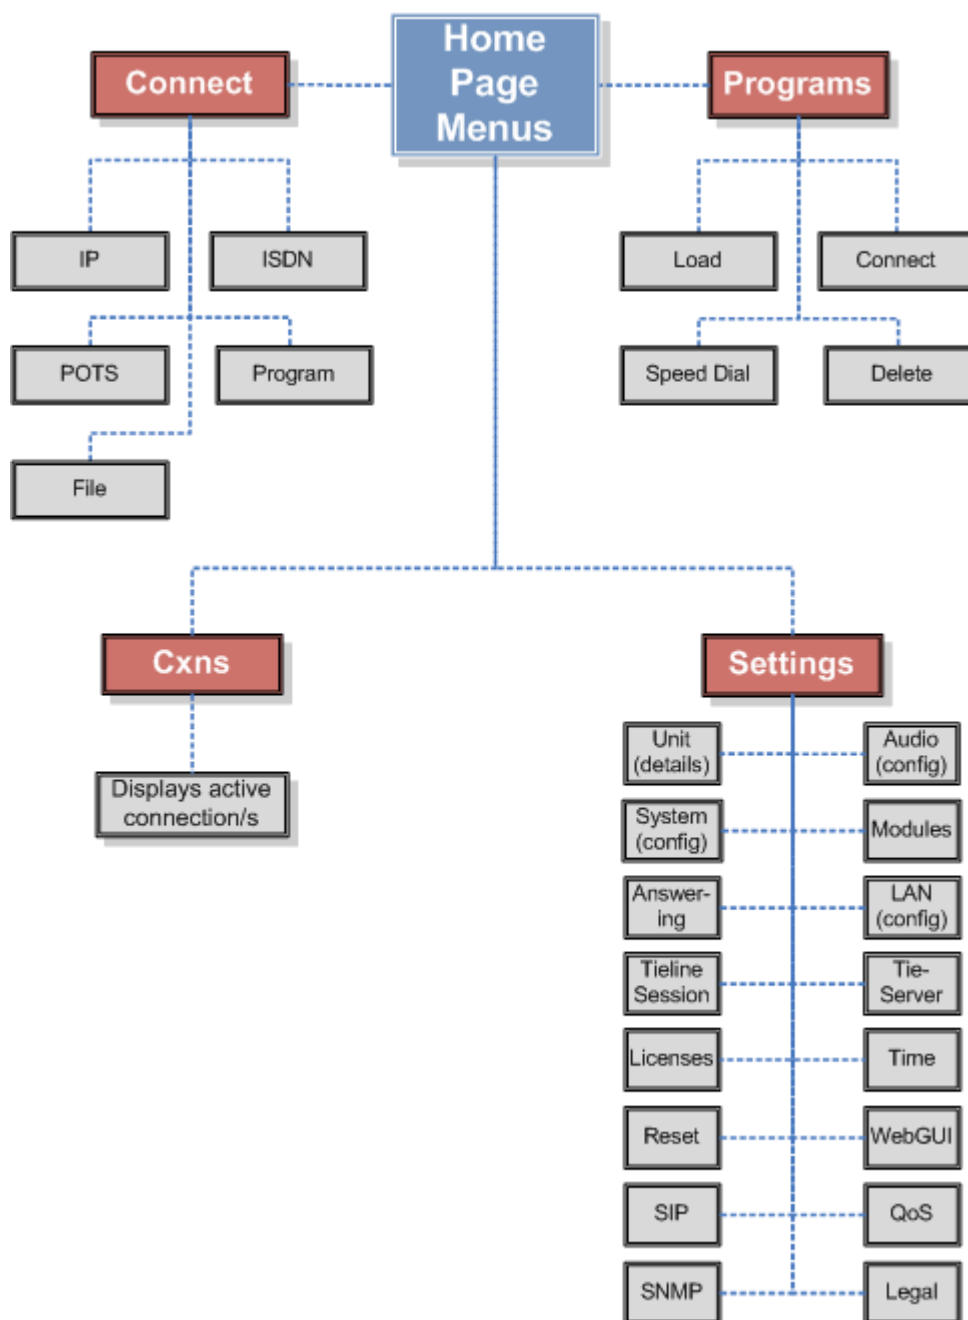 Home
Page
Menus
Connect
Programs
IP
ISDN
Load
Connect
POTS
Program
Speed Dial
Delete
File
Cxns
Settings
Displays active
connection/s
Unit
(details)
Audio
(config)
System
(config)
Modules
Answer-
ing
LAN
(config)
Tieline
Session
Tie-
Server
Licenses
Time
Reset
WebGUI
SIP
QoS
SNMP
Legal